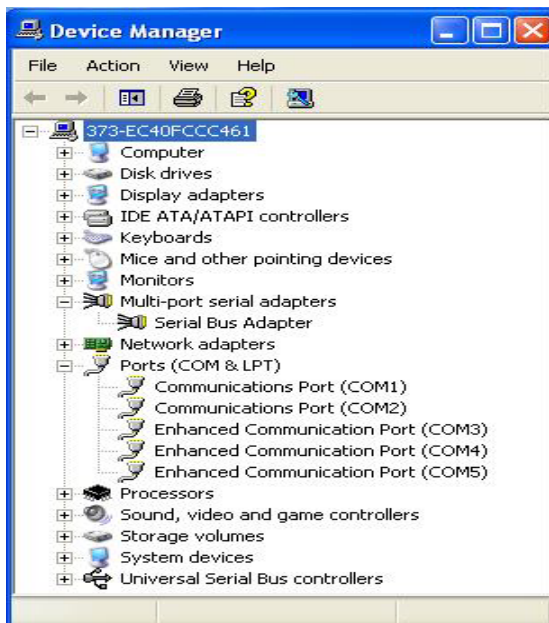 Device Manager
File Action View Help
373-EC40FCCC461
Computer
Disk drives
Display adapters
IDE ATA/ATAPI controllers
Keyboards
Mice and other pointing devices
Monitors
Multi-port serial adapters
Serial Bus Adapter
Network adapters
Ports (COM & LPT)
Communications Port (COM1)
Communications Port (COM2)
Enhanced Communication Port (COM3)
Enhanced Communication Port (COM4)
Enhanced Communication Port (COM5)
Processors
Sound, video and game controllers
Storage volumes
System devices
Universal Serial Bus controllers